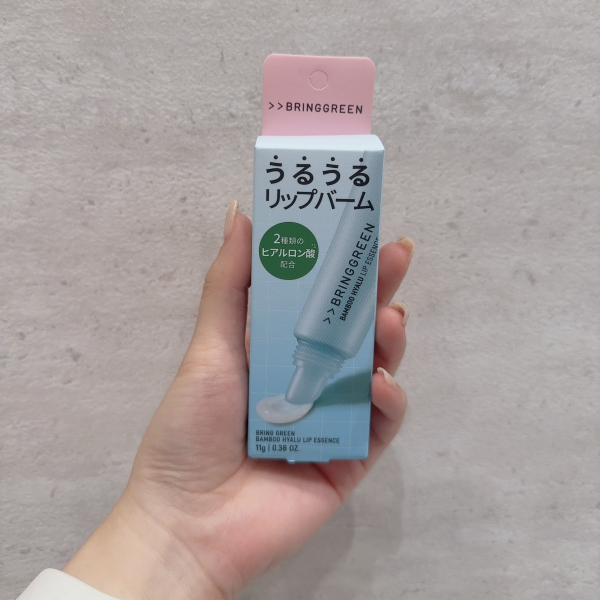 >>BRINGGREEN
うるうる
リップバーム
2種類の
ヒアルロン酸
配合
>>BRINGGREEN
BAMBOO HYALU LIP ESSENCE
BRING GREEN
BAMBOO HYALU LIP ESSENCE
11g | 0.38 OZ.